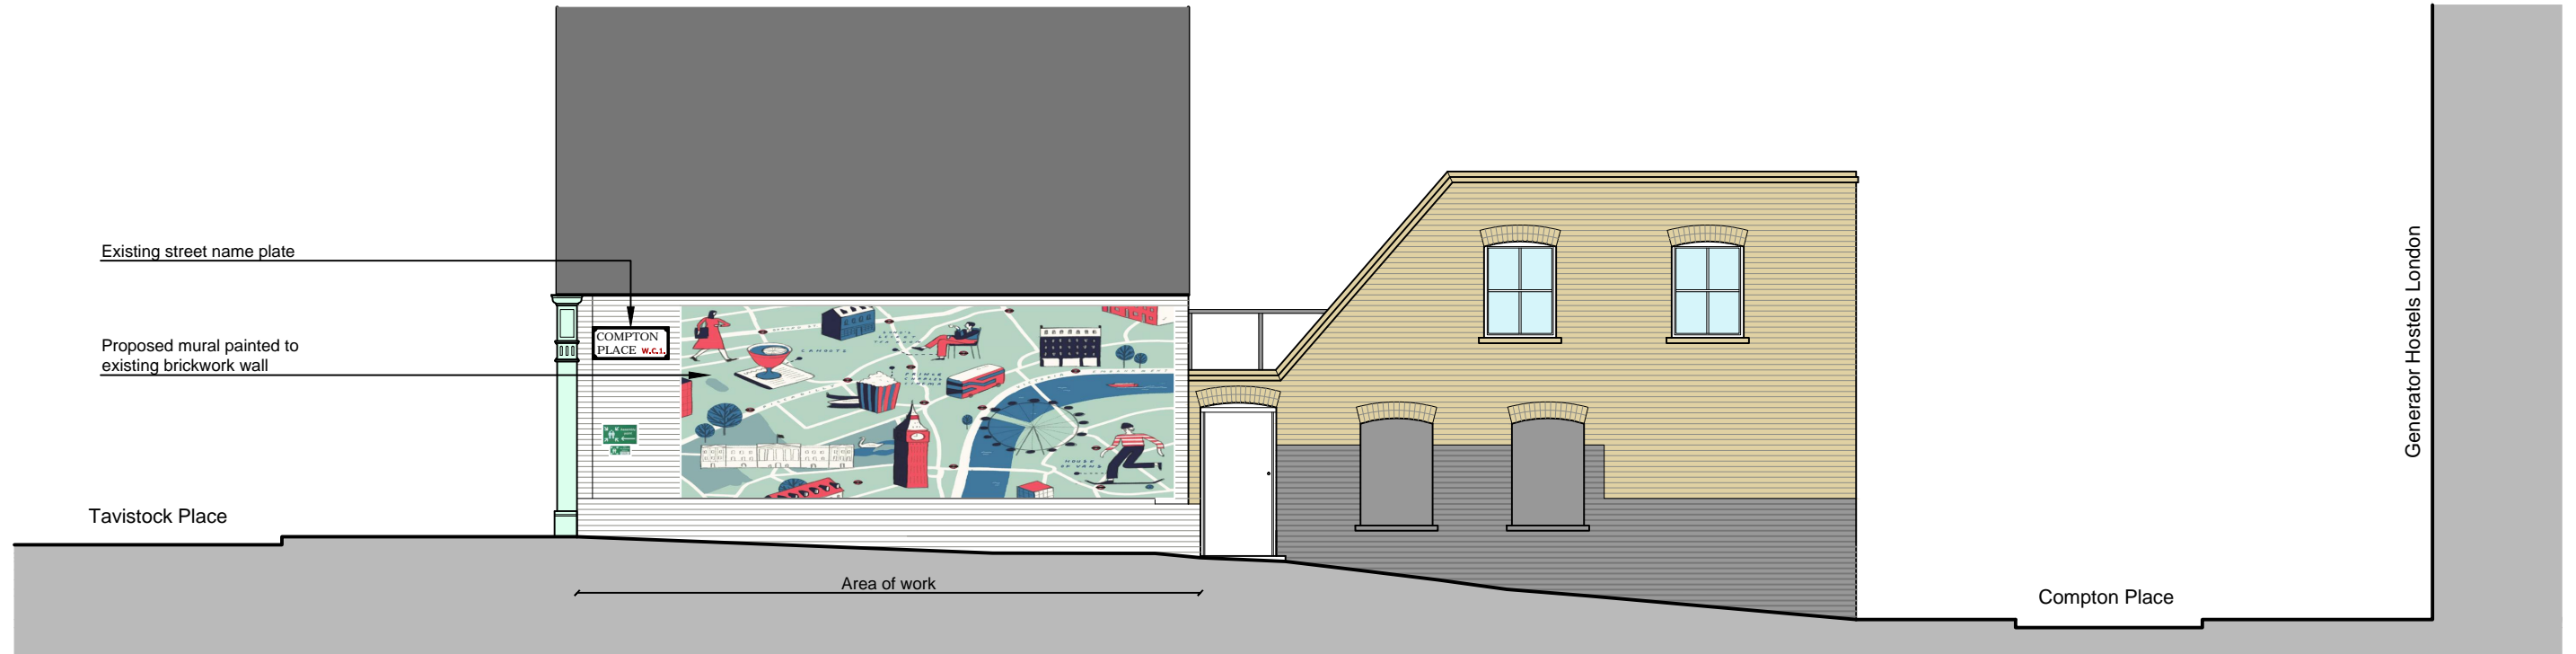 Existing street name plate
Proposed mural painted to
existing brickwork wall
COMPTON
PLACE W.C.1.
Tavistock Place
Area of work
Compton Place
Generator Hostels London